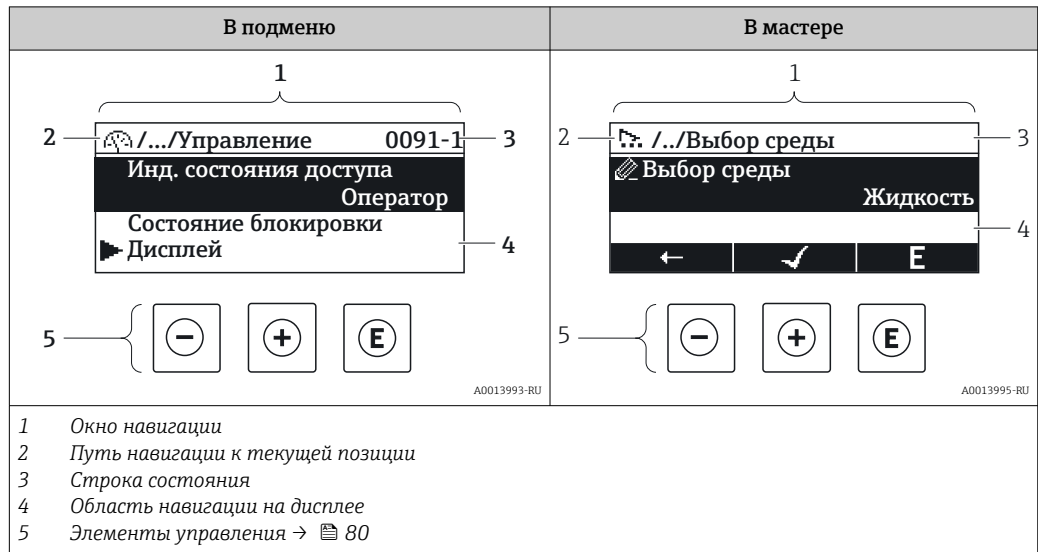 В подменю
1
2
/.../Управление 0091-1
3
Инд. состояния доступа
Оператор
Состояние блокировки
Дисплей
4
5
− + E
A0013993-RU
В мастере
1
2
/../Выбор среды
3
Выбор среды
Жидкость
4
← ✓ E
5
− + E
A0013995-RU
1 Окно навигации
2 Путь навигации к текущей позиции
3 Строка состояния
4 Область навигации на дисплее
5 Элементы управления → 80